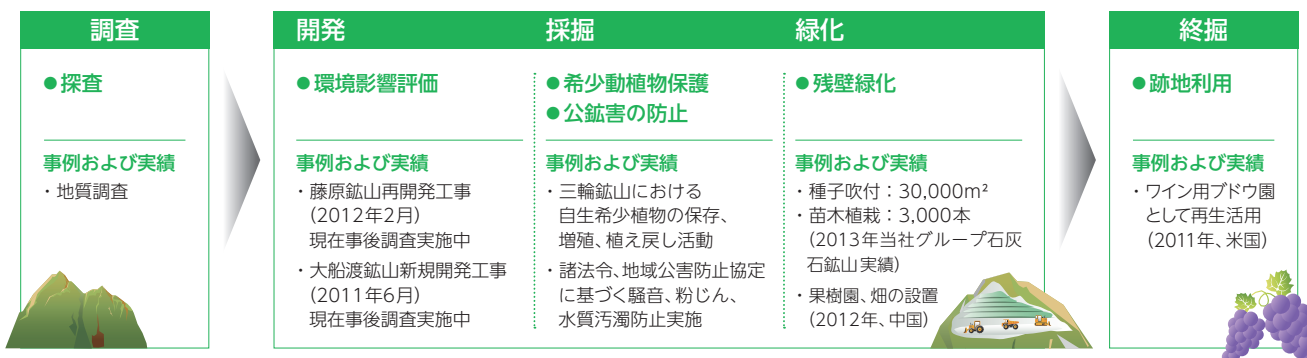 調査
●探査
事例および実績
・地質調査
開発
●環境影響評価
事例および実績
・藤原鉱山再開発工事
(2012年2月)
現在事後調査実施中
・大船渡鉱山新規開発工事
(2011年6月)
現在事後調査実施中
採掘
●希少動植物保護
●公鉱害の防止
事例および実績
・三輪鉱山における
自生希少植物の保存、
増殖、植え戻し活動
・諸法令、地域公害防止協定
に基づく騒音、粉じん、
水質汚濁防止実施
緑化
●残壁緑化
事例および実績
・種子吹付：30,000m²
・苗木植栽：3,000本
(2013年当社グループ石灰
石鉱山実績)
・果樹園、畑の設置
(2012年、中国)
終掘
●跡地利用
事例および実績
・ワイン用ブドウ園
として再生活用
(2011年、米国)